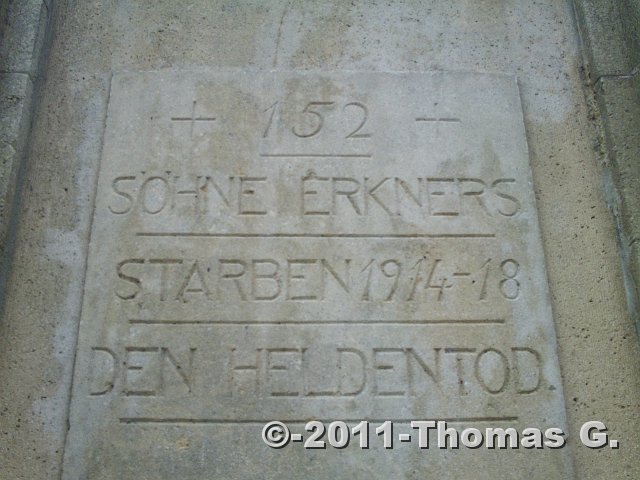 + 152 +
SÖHNE ERKNERS
STARBEN 1914-18
DEN HELDENTOD
©-2011-Thomas G.